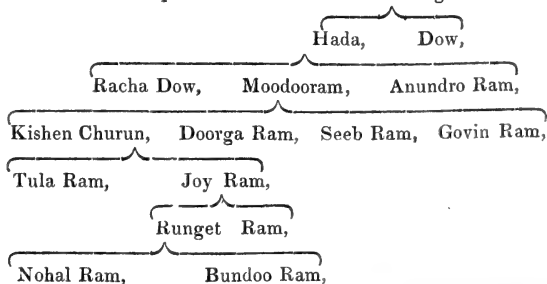 Hada, Dow,
Racha Dow, Moodooram, Anundro Ram,
Kishen Churun, Doorga Ram, Seeb Ram, Govin Ram,
Tula Ram, Joy Ram,
Runget Ram,
Nohal Ram, Bundoo Ram,